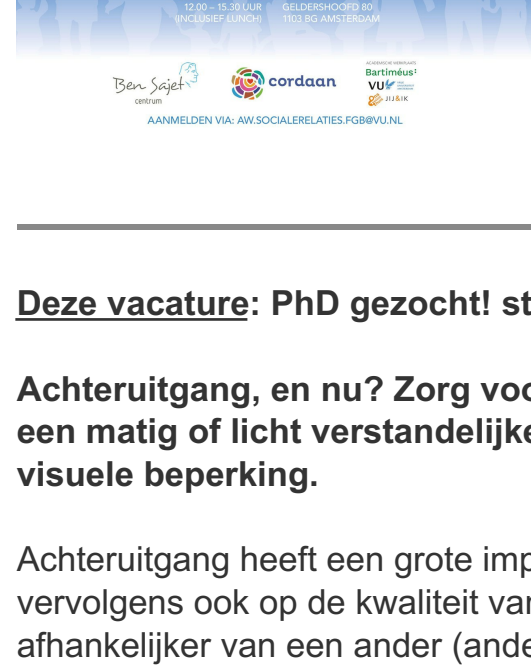 12.00 – 15.30 UUR GELDERSHOOFD 80
(INCLUSIEF LUNCH) 1103 BG AMSTERDAM
Ben Sajet
centrum
cordaan
ACADEMISCHE WERKPLAATS
Bartiméus
VU
JIJ&IK
AANMELDEN VIA: AW.SOCIALERELATIES.FGB@VU.NL
Deze vacature: PhD gezocht! st
Achteruitgang, en nu? Zorg voo
een matig of licht verstandelijke
visuele beperking.
Achteruitgang heeft een grote imp
vervolgens ook op de kwaliteit van
afhankelijker van een ander (ande